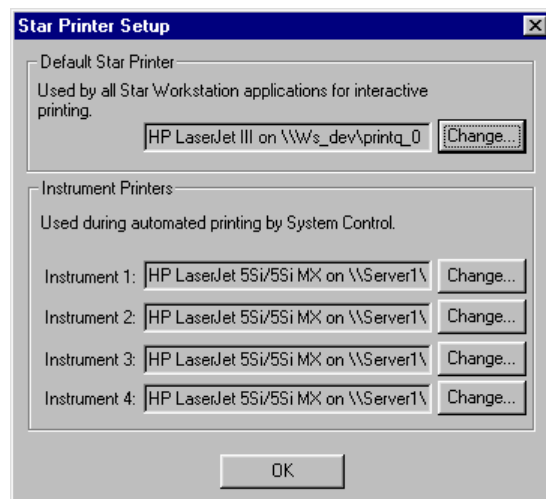 Star Printer Setup
Default Star Printer
Used by all Star Workstation applications for interactive
printing.
HP LaserJet III on \\Ws_dev\printq_0 Change...
Instrument Printers
Used during automated printing by System Control.
Instrument 1: HP LaserJet 5Si/5Si MX on \\Server1\ Change...
Instrument 2: HP LaserJet 5Si/5Si MX on \\Server1\ Change...
Instrument 3: HP LaserJet 5Si/5Si MX on \\Server1\ Change...
Instrument 4: HP LaserJet 5Si/5Si MX on \\Server1\ Change...
OK